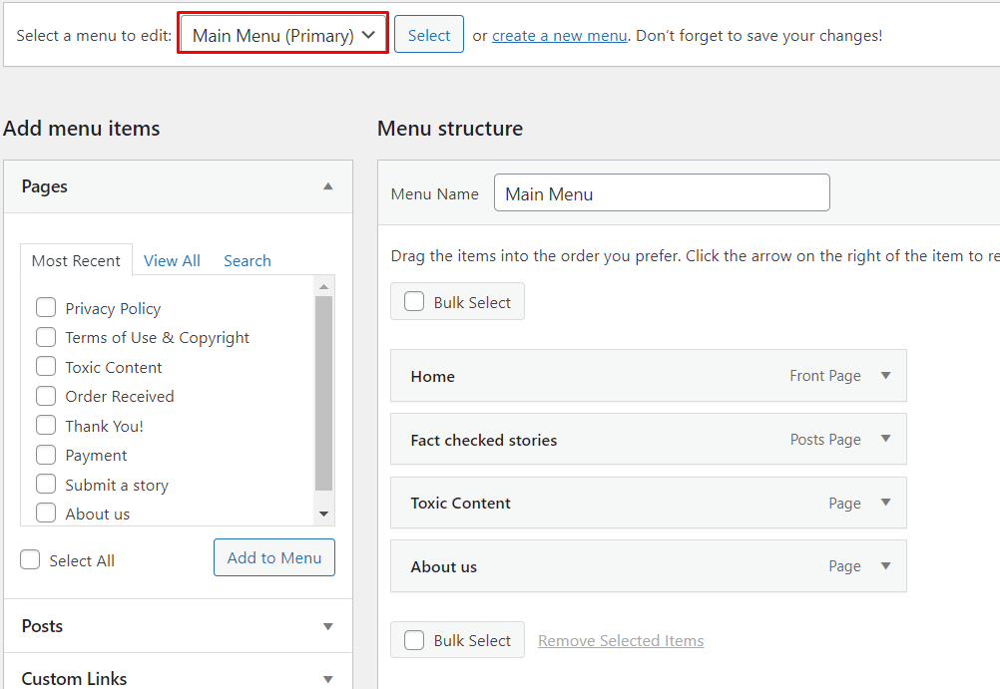 Select a menu to edit: Main Menu (Primary) Select or create a new menu. Don't forget to save your changes!
Add menu items
Pages
Most Recent View All Search
Privacy Policy
Terms of Use & Copyright
Toxic Content
Order Received
Thank You!
Payment
Submit a story
About us
Select All Add to Menu
Posts
Custom Links
Menu structure
Menu Name Main Menu
Drag the items into the order you prefer. Click the arrow on the right of the item to re
Bulk Select
Home Front Page
Fact checked stories Posts Page
Toxic Content Page
About us Page
Bulk Select Remove Selected Items